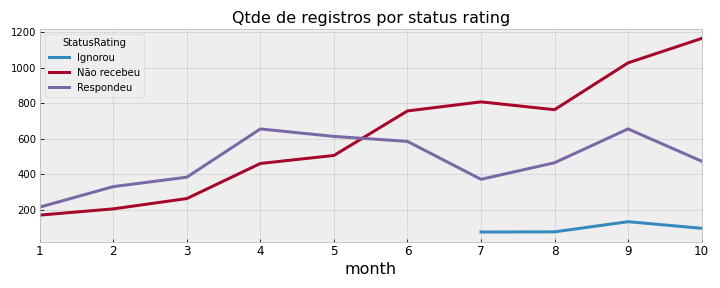 Qtde de registros por status rating
StatusRating
Ignorou
Não recebeu
Respondeu
1200
1000
800
600
400
200
1 2 3 4 5 6 7 8 9 10
month